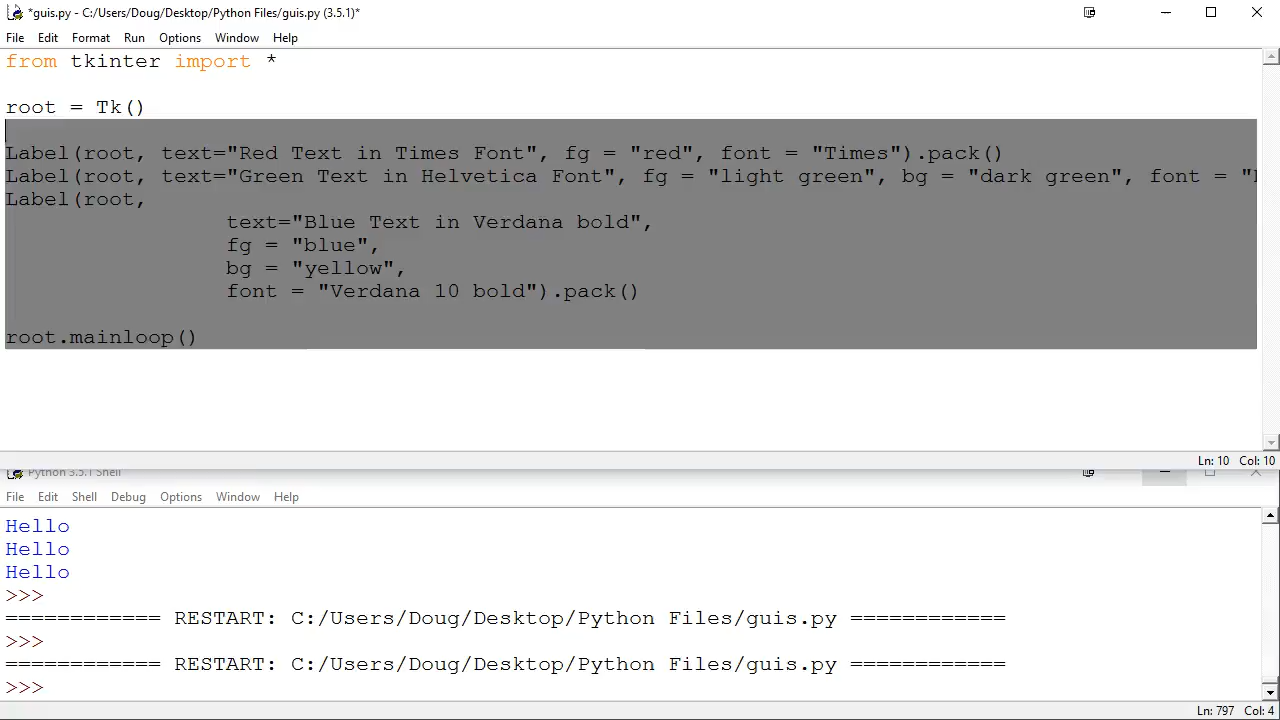 *guis.py - C:/Users/Doug/Desktop/Python Files/guis.py (3.5.1)*
File Edit Format Run Options Window Help
from tkinter import *
root = Tk()
Label(root, text="Red Text in Times Font", fg = "red", font = "Times").pack()
Label(root, text="Green Text in Helvetica Font", fg = "light green", bg = "dark green", font = "
Label(root,
text="Blue Text in Verdana bold",
fg = "blue",
bg = "yellow",
font = "Verdana 10 bold").pack()
root.mainloop()
Ln: 10 Col: 10
Python 3.5.1 Shell
File Edit Shell Debug Options Window Help
Hello
Hello
Hello
>>>
============ RESTART: C:/Users/Doug/Desktop/Python Files/guis.py ============
>>>
============ RESTART: C:/Users/Doug/Desktop/Python Files/guis.py ============
>>>
Ln: 797 Col: 4